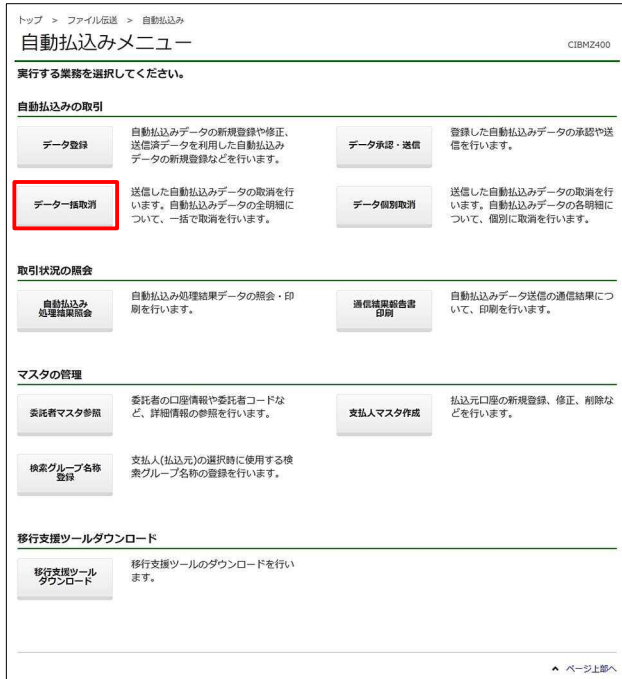 トップ > ファイル伝送 > 自動払込み
自動払込みメニュー
CIBMZ400
実行する業務を選択してください。
自動払込みの取引
データ登録
自動払込みデータの新規登録や修正、
送信済データを利用した自動払込み
データの新規登録などを行います。
データ承認・送信
登録した自動払込みデータの承認や送
信を行います。
データ一括取消
送信した自動払込みデータの取消を行
います。自動払込みデータの全明細に
ついて、一括で取消を行います。
データ個別取消
送信した自動払込みデータの取消を行
います。自動払込みデータの各明細に
ついて、個別に取消を行います。
取引状況の照会
自動払込み
処理結果照会
自動払込み処理結果データの照会・印
刷を行います。
通信結果報告書
印刷
自動払込みデータ送信の通信結果につ
いて、印刷を行います。
マスタの管理
委託者マスタ参照
委託者の口座情報や委託者コードな
ど、詳細情報の参照を行います。
支払人マスタ作成
払込元口座の新規登録、修正、削除な
どを行います。
検索グループ名称
登録
支払人(払込元)の選択時に使用する検
索グループ名称の登録を行います。
移行支援ツールダウンロード
移行支援ツール
ダウンロード
移行支援ツールのダウンロードを行い
ます。
ページ上部へ